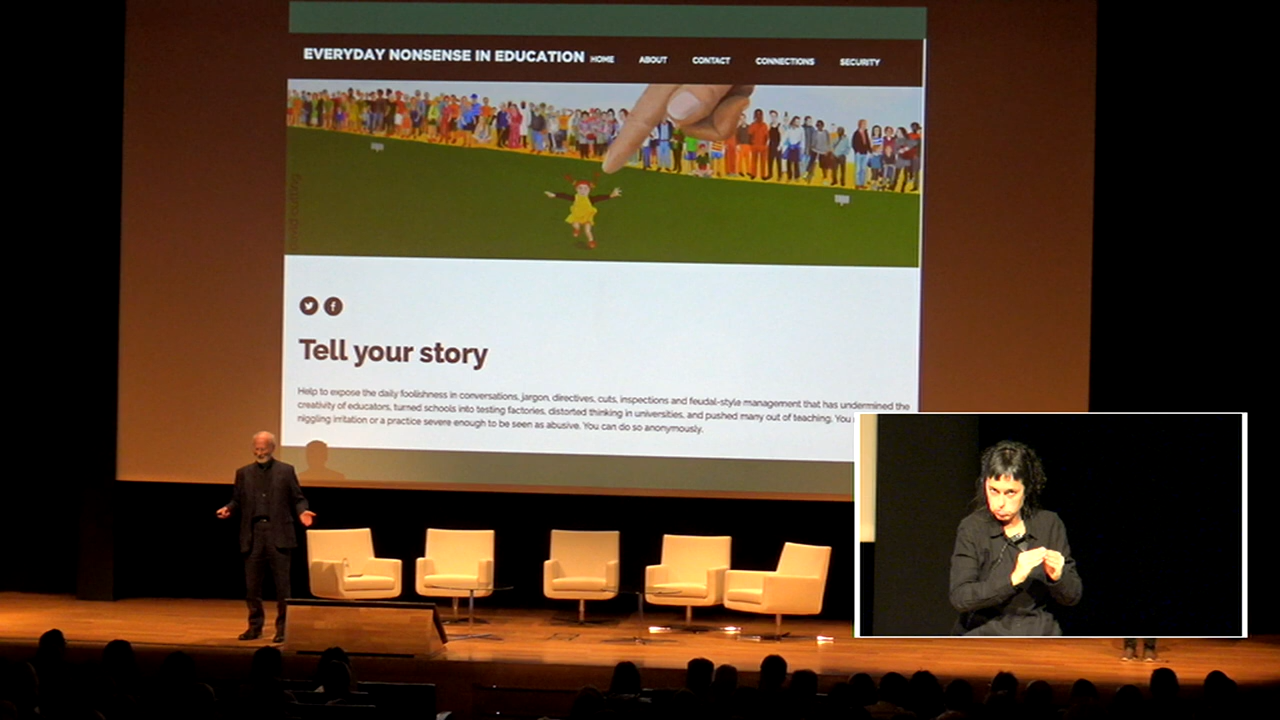 EVERYDAY NONSENSE IN EDUCATION HOME ABOUT CONTACT CONNECTIONS SECURITY
Tell your story
Help to expose the daily foolishness in conversations, jargon, directives, cuts, inspections and feudal-style management that has undermined the
creativity of educators, turned schools into testing factories, distorted thinking in universities, and pushed many out of teaching. You
niggling irritation or a practice severe enough to be seen as abusive. You can do so anonymously.